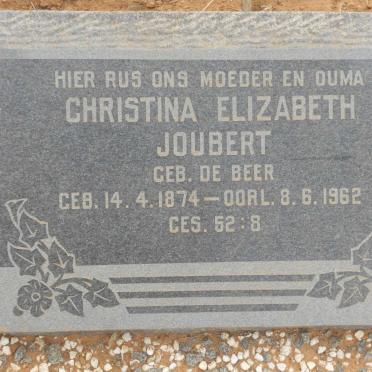 HIER RUS ONS MOEDER EN OUMA
CHRISTINA ELIZABETH
JOUBERT
GEB. DE BEER
GEB. 14. 4. 1874 — OORL. 8. 6. 1962
GES. 52:8